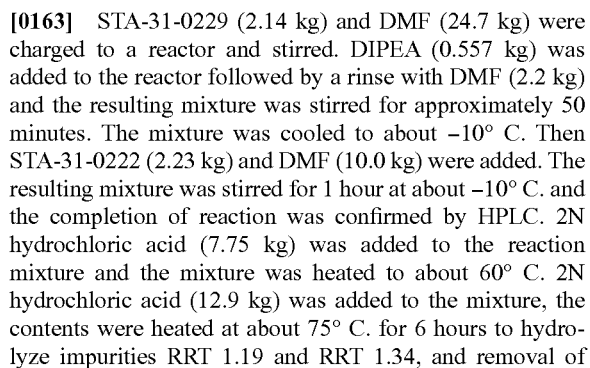 [0163] STA-31-0229 (2.14 kg) and DMF (24.7 kg) were
charged to a reactor and stirred. DIPEA (0.557 kg) was
added to the reactor followed by a rinse with DMF (2.2 kg)
and the resulting mixture was stirred for approximately 50
minutes. The mixture was cooled to about −10° C. Then
STA-31-0222 (2.23 kg) and DMF (10.0 kg) were added. The
resulting mixture was stirred for 1 hour at about −10° C. and
the completion of reaction was confirmed by HPLC. 2N
hydrochloric acid (7.75 kg) was added to the reaction
mixture and the mixture was heated to about 60° C. 2N
hydrochloric acid (12.9 kg) was added to the mixture, the
contents were heated at about 75° C. for 6 hours to hydro-
lyze impurities RRT 1.19 and RRT 1.34, and removal of